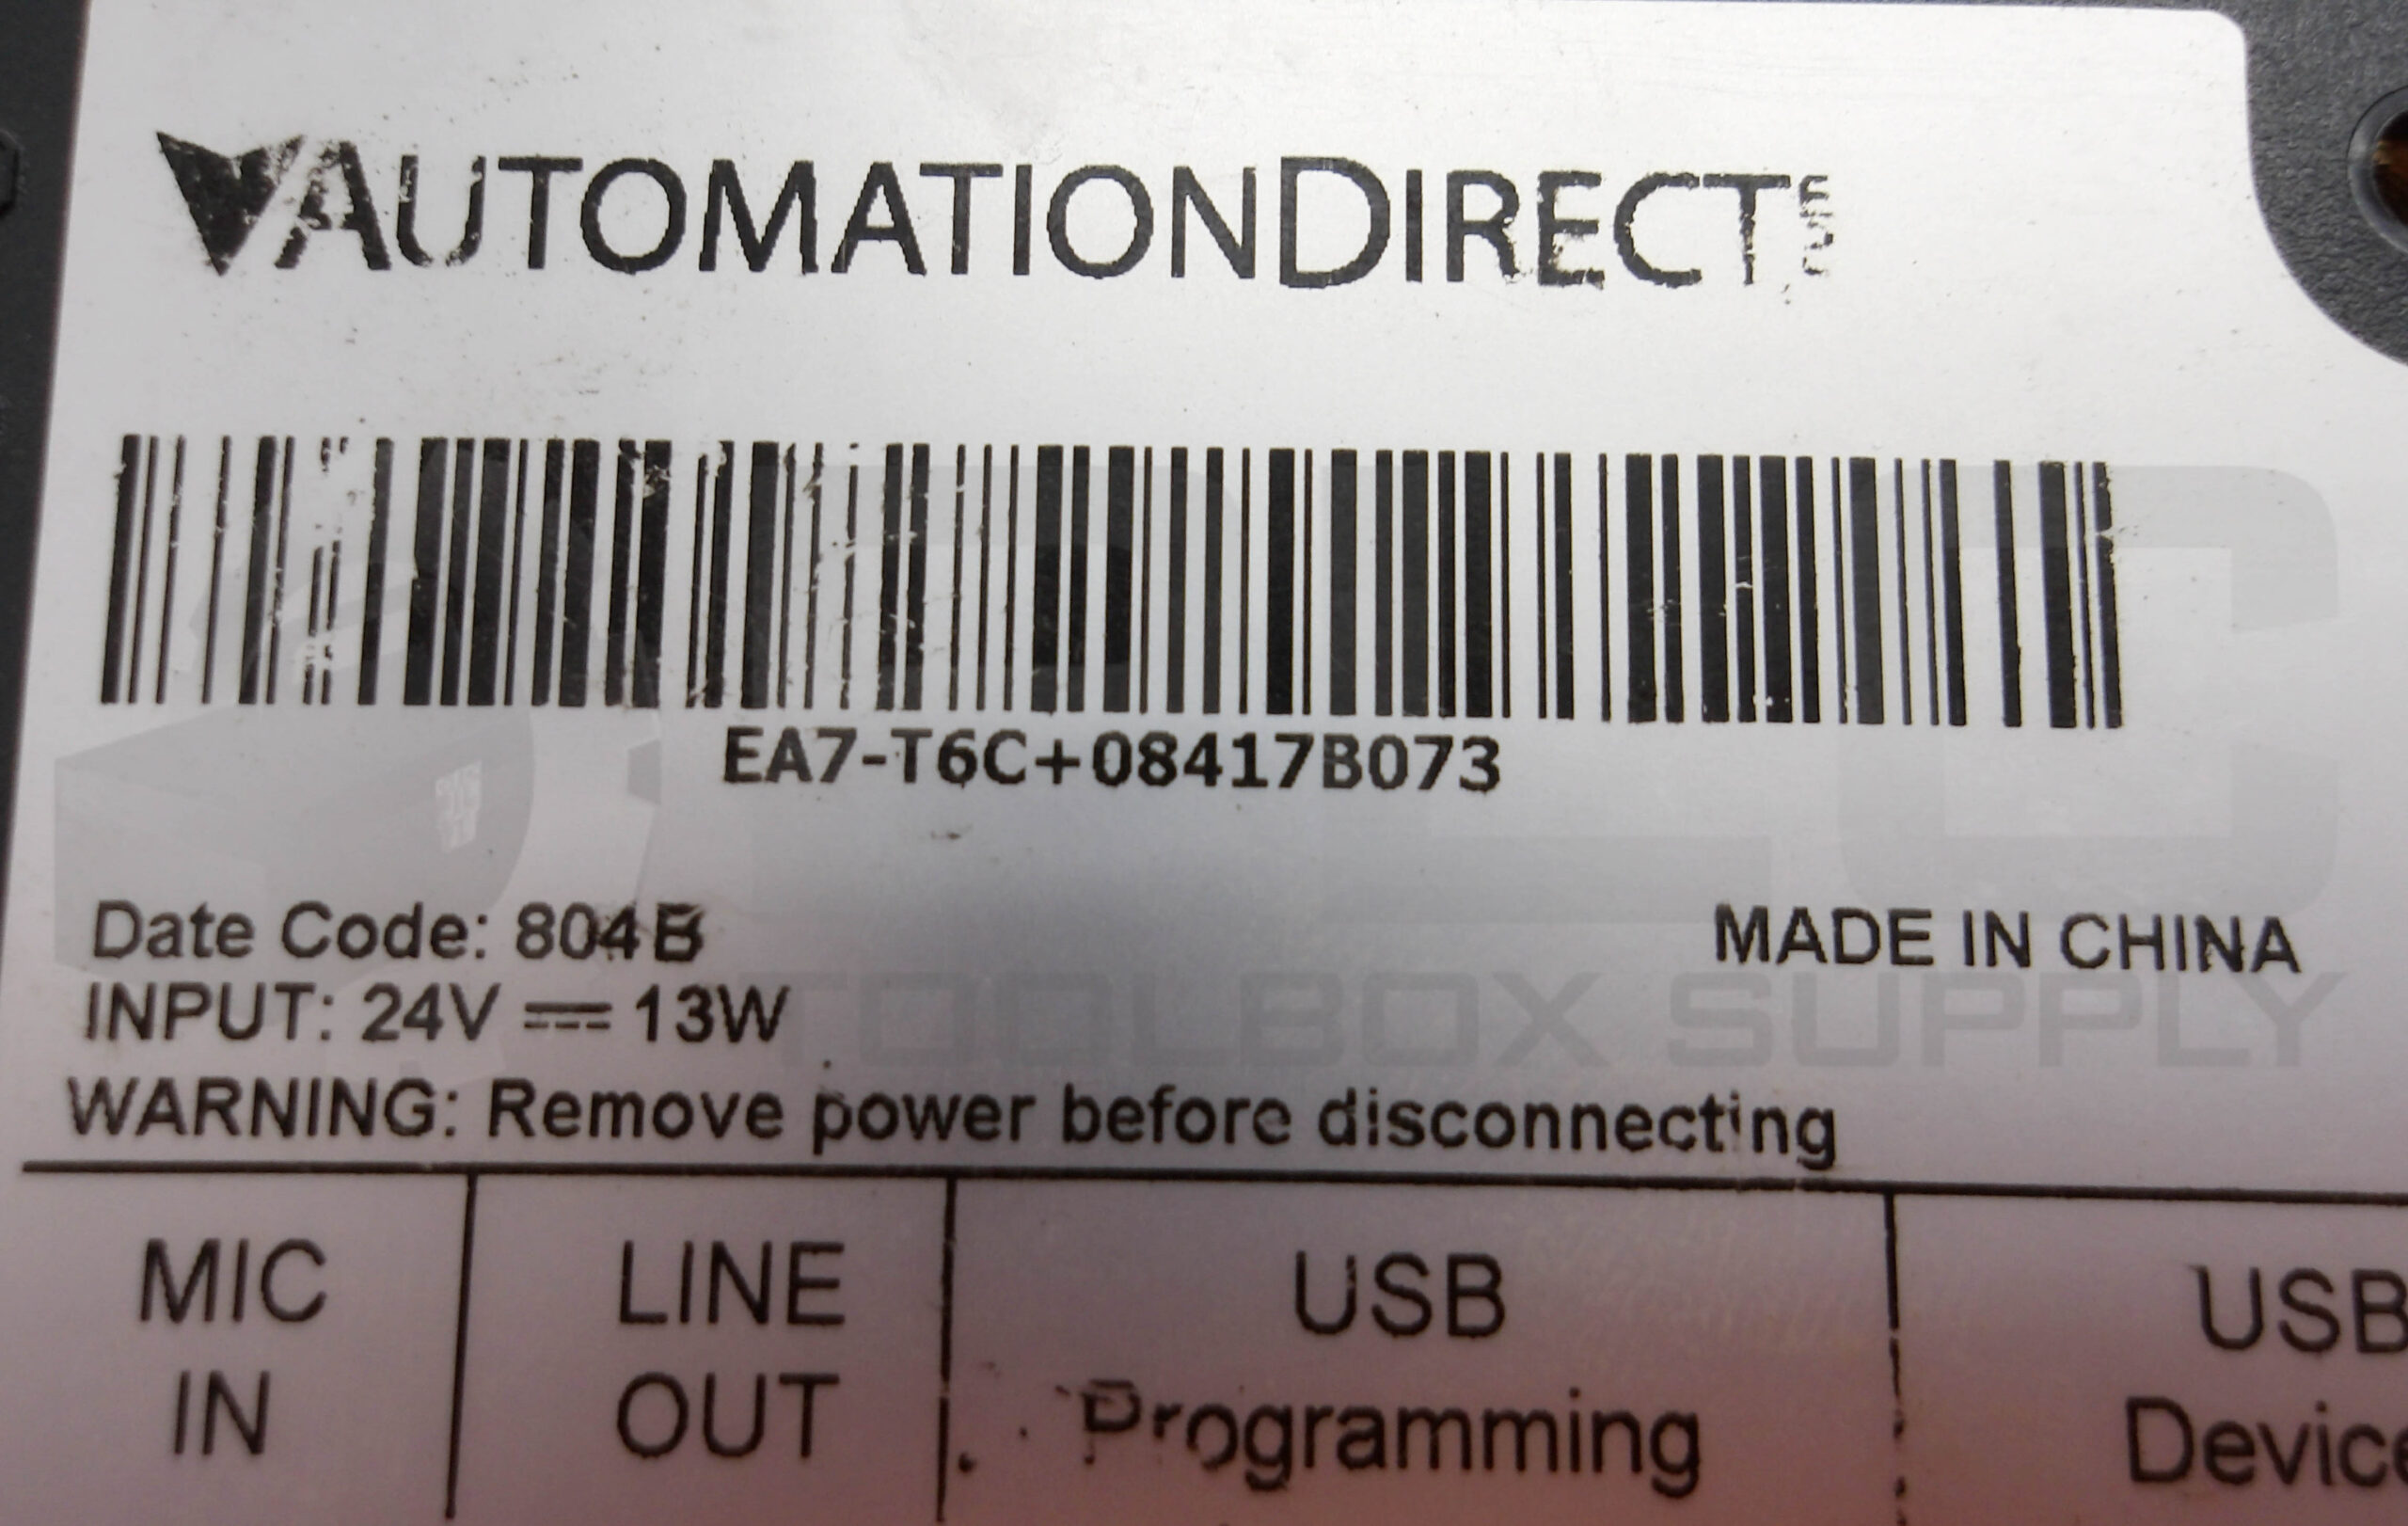 AUTOMATIONDIRECT
EA7-T6C+08417B073
Date Code: 804B
MADE IN CHINA
INPUT: 24V ⎓ 13W
TOOLBOX SUPPLY
WARNING: Remove power before disconnecting
MIC IN
LINE OUT
USB Programming
USB